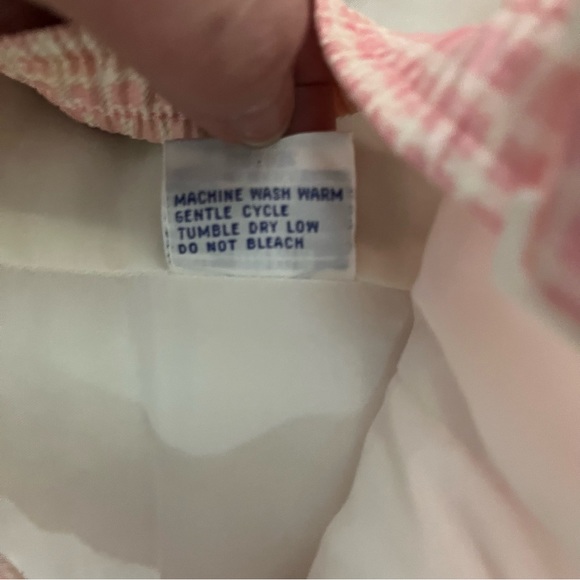 MACHINE WASH WARM
GENTLE CYCLE
TUMBLE DRY LOW
DO NOT BLEACH